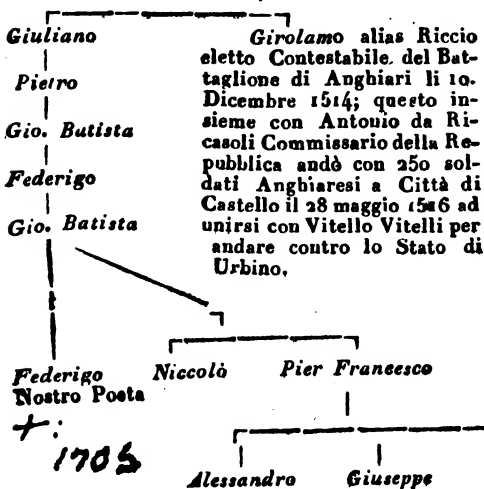 Giuliano
Pietro
Gio. Batista
Federigo
Gio. Batista
Girolamo alias Riccio
eletto Contestabile del Bat-
taglione di Anghiari li 10.
Dicembre 1514; questo in-
sieme con Antonio da Ri-
casoli Commissario della Re-
pubblica andò con 250 sol-
dati Anghiaresi a Città di
Castello il 28 maggio 1516 ad
unirsi con Vitello Vitelli per
andare contro lo Stato di
Urbino.
Federigo
Nostro Poeta
+:
1705
Niccolò
Pier Francesco
Alessandro
Giuseppe